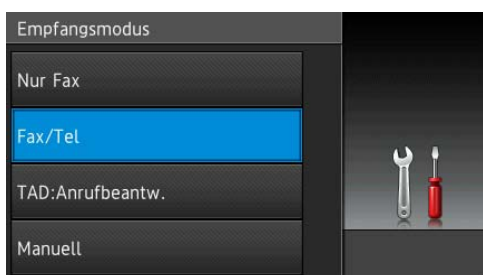 Empfangsmodus
Nur Fax
Fax/Tel
TAD:Anrufbeantw.
Manuell